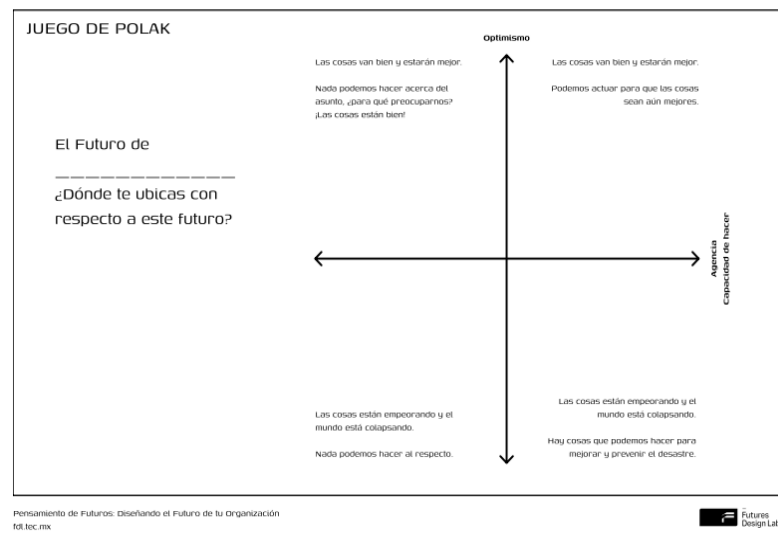 JUEGO DE POLAK
El Futuro de
____________
¿Dónde te ubicas con
respecto a este futuro?
Optimismo
Las cosas van bien y estarán mejor.
Nada podemos hacer acerca del
asunto, ¿para qué preocuparnos?
¡Las cosas están bien!
Las cosas van bien y estarán mejor.
Podemos actuar para que las cosas
sean aún mejores.
Agencia
Capacidad de hacer
Las cosas están empeorando y el
mundo está colapsando.
Nada podemos hacer al respecto.
Las cosas están empeorando y el
mundo está colapsando.
Hay cosas que podemos hacer para
mejorar y prevenir el desastre.
Pensamiento de Futuros: Diseñando el Futuro de tu Organización
fdl.tec.mx
Futures
Design Lab